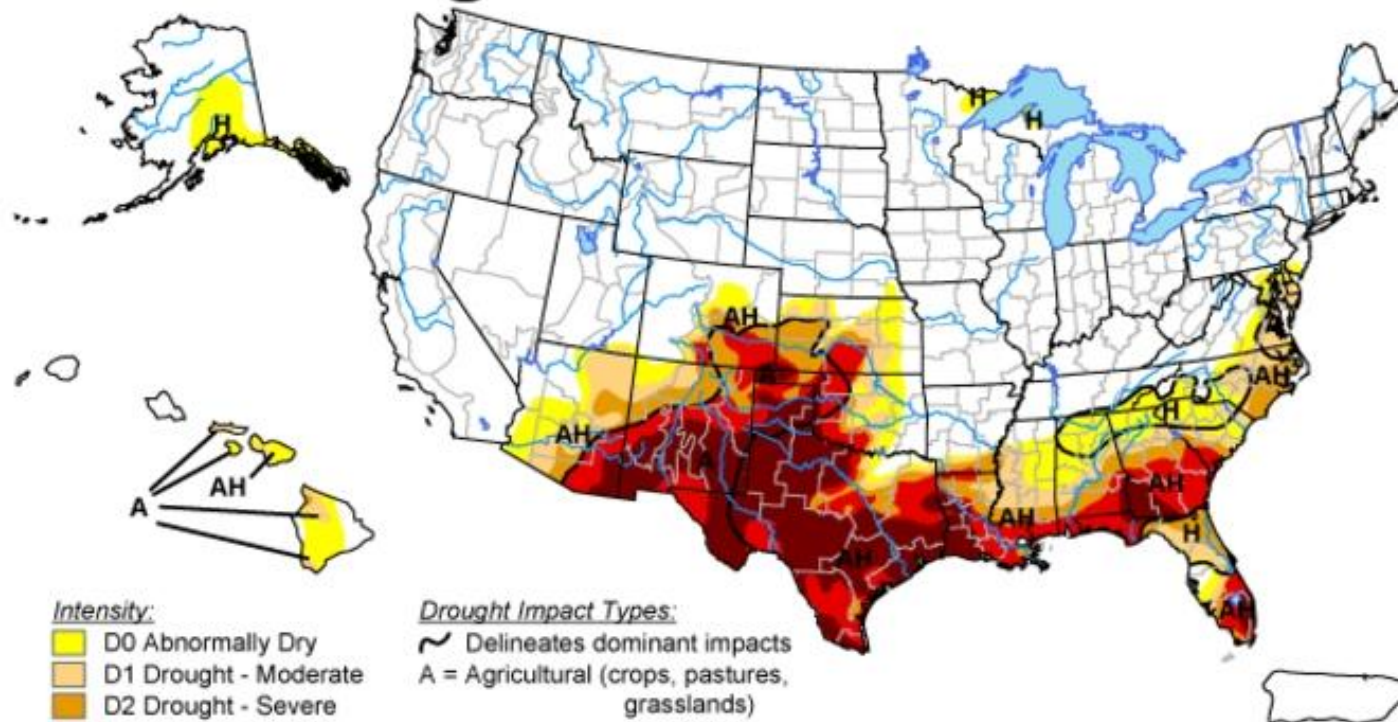 H
H
H
AH
A
AH
A
AH
AH
H
AH
AH
H
AH
A
AH
Intensity:
D0 Abnormally Dry
D1 Drought - Moderate
D2 Drought - Severe
Drought Impact Types:
Delineates dominant impacts
A = Agricultural (crops, pastures,
grasslands)